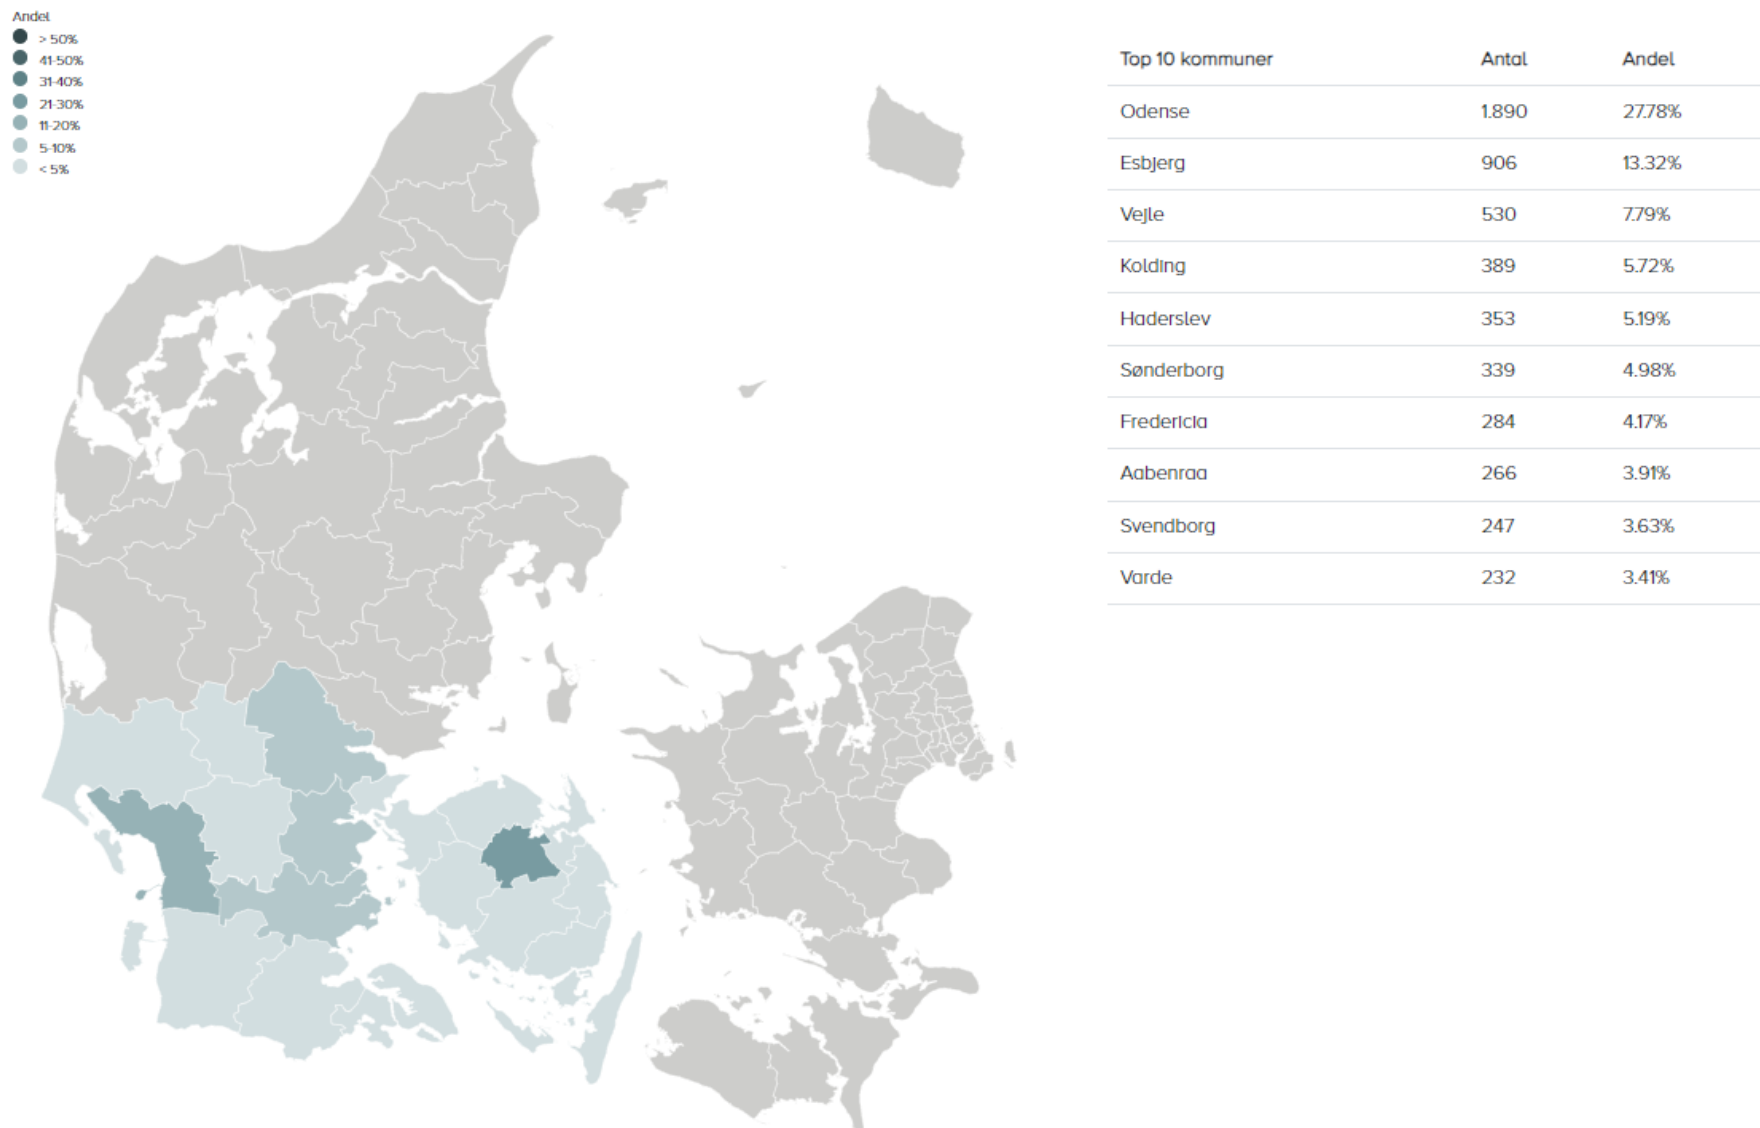 Andel
> 50%
41-50%
31-40%
21-30%
11-20%
5-10%
< 5%
Top 10 kommuner Antal Andel
Odense 1.890 27.78%
Esbjerg 906 13.32%
Vejle 530 7.79%
Kolding 389 5.72%
Haderslev 353 5.19%
Sønderborg 339 4.98%
Fredericia 284 4.17%
Aabenraa 266 3.91%
Svendborg 247 3.63%
Varde 232 3.41%